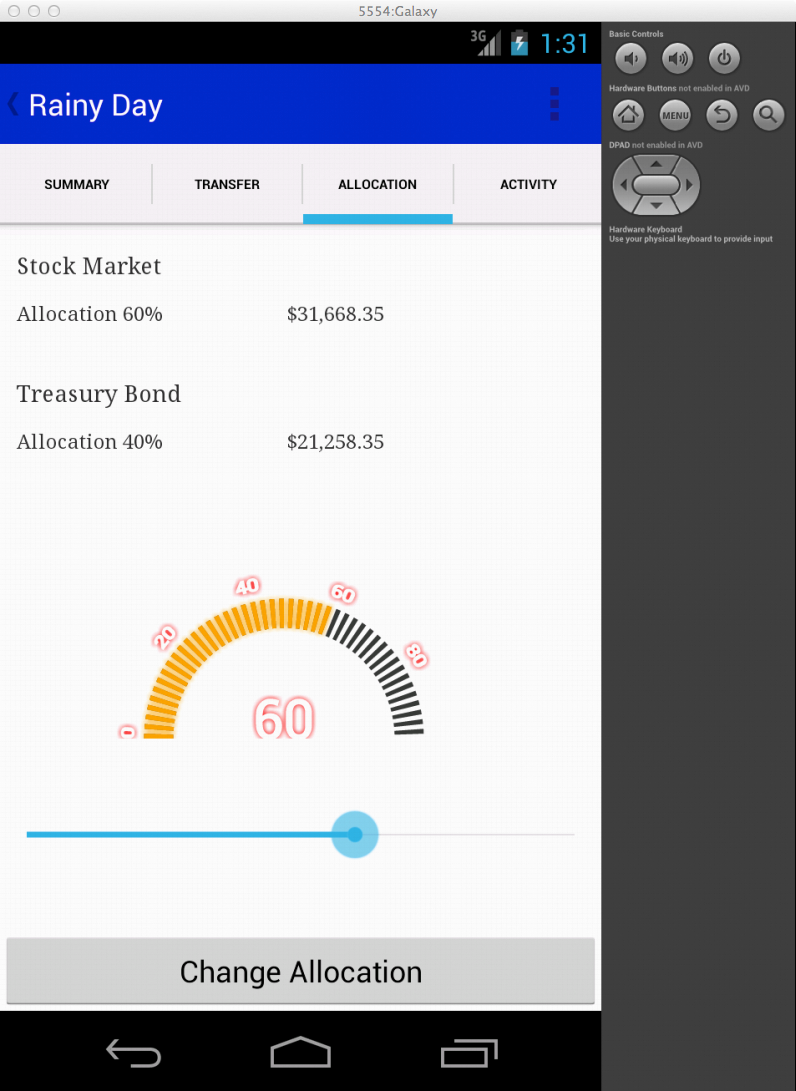 5554:Galaxy
3G
1:31
Rainy Day
SUMMARY
TRANSFER
ALLOCATION
ACTIVITY
Stock Market
Allocation 60% $31,668.35
Treasury Bond
Allocation 40% $21,258.35
0
20
40
60
80
60
Change Allocation
Basic Controls
Hardware Buttons not enabled in AVD
MENU
DPAD not enabled in AVD
Hardware Keyboard
Use your physical keyboard to provide input